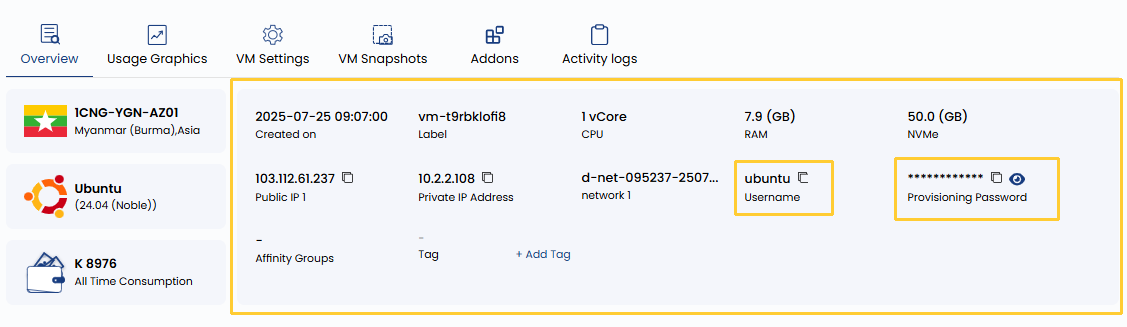 Overview
Usage Graphics
VM Settings
VM Snapshots
Addons
Activity logs
1CNG-YGN-AZ01
Myanmar (Burma),Asia
Ubuntu
(24.04 (Noble))
K 8976
All Time Consumption
2025-07-25 09:07:00
Created on
vm-t9rbklofl8
Label
1 vCore
CPU
7.9 (GB)
RAM
50.0 (GB)
NVMe
103.112.61.237
Public IP 1
10.2.2.108
Private IP Address
d-net-095237-2507...
network 1
ubuntu
Username
************
Provisioning Password
-
Affinity Groups
-
Tag
+ Add Tag